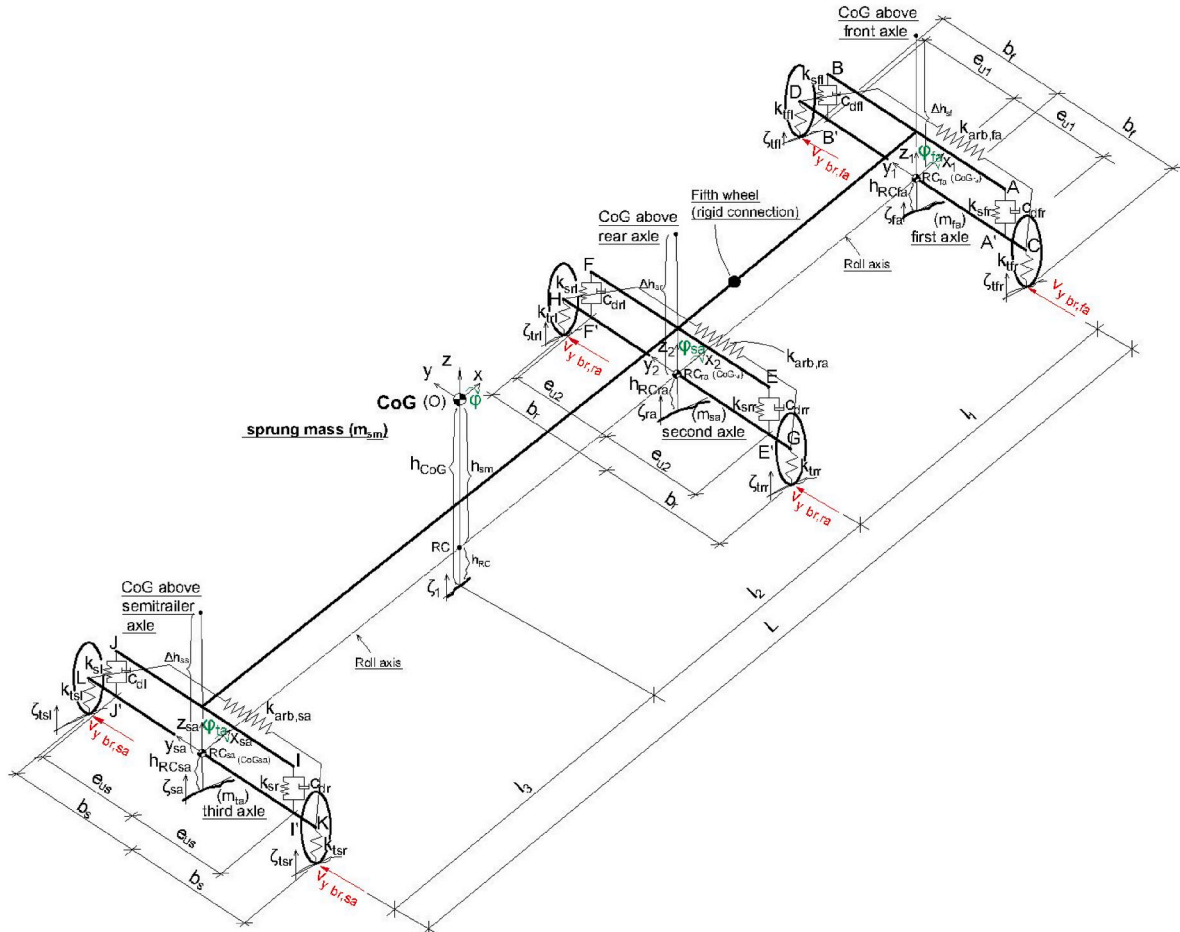 CoG above
front axle
b_f
e_u1
k_sfl
B
D
c_dfl
Δh_sf
k_tfl
k_arb,fa
e_u1
b_f
B'
ζ_tfl
V_y br,fa
z_1
φ_fa
x_1
y_1
RC_fa
A
h_RCfa
Fifth wheel
(rigid connection)
CoG above
rear axle
ζ_fa
(m_fa)
first axle
k_sfr
c_dfr
A'
C
k_tfr
Roll axis
ζ_tfr
V_y br,fa
F
k_srl
H
c_drl
k_trl
F'
ζ_trl
V_y br,ra
z_2
φ_sa
x_2
y_2
RC_ra
k_arb,ra
E
h_RCra
ζ_ra
(m_sa)
second axle
k_srr
c_drr
E'
G
k_trr
ζ_trr
V_y br,ra
e_u2
b_r
e_u2
b_r
z
y
x
φ
CoG (O)
sprung mass (m_sm)
h_CoG
h_sm
RC
h_RC
ζ_1
l_1
l_2
L
l_3
CoG above
semitrailer
axle
Roll axis
J
k_sl
L
c_dl
k_tsl
J'
ζ_tsl
V_y br,sa
z_sa
φ_ta
x_sa
y_sa
RC_sa (CoG_sa)
k_arb,sa
I
h_RCsa
ζ_sa
(m_ta)
third axle
k_sr
c_dr
I'
K
k_tsr
ζ_tsr
V_y br,sa
e_us
b_s
e_us
b_s